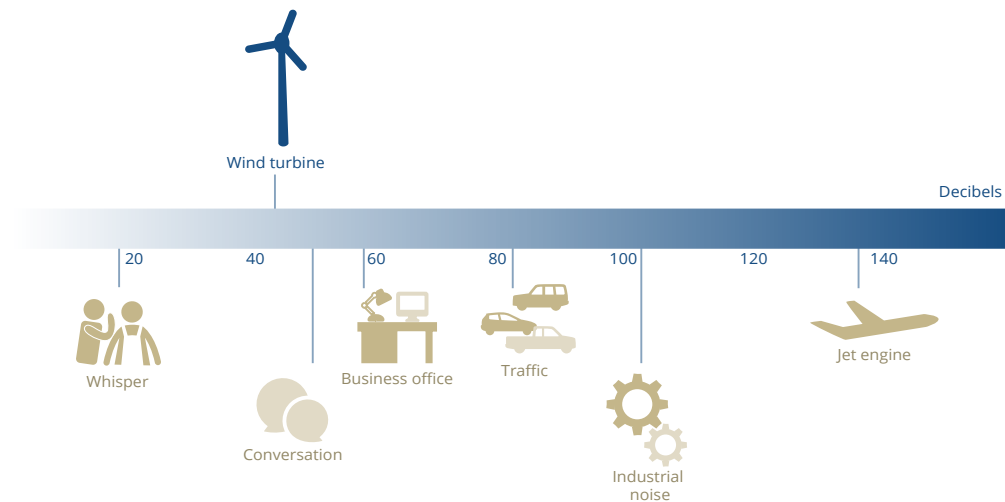 Wind turbine
Decibels
20 40 60 80 100 120 140
Whisper
Conversation
Business office
Traffic
Industrial
noise
Jet engine